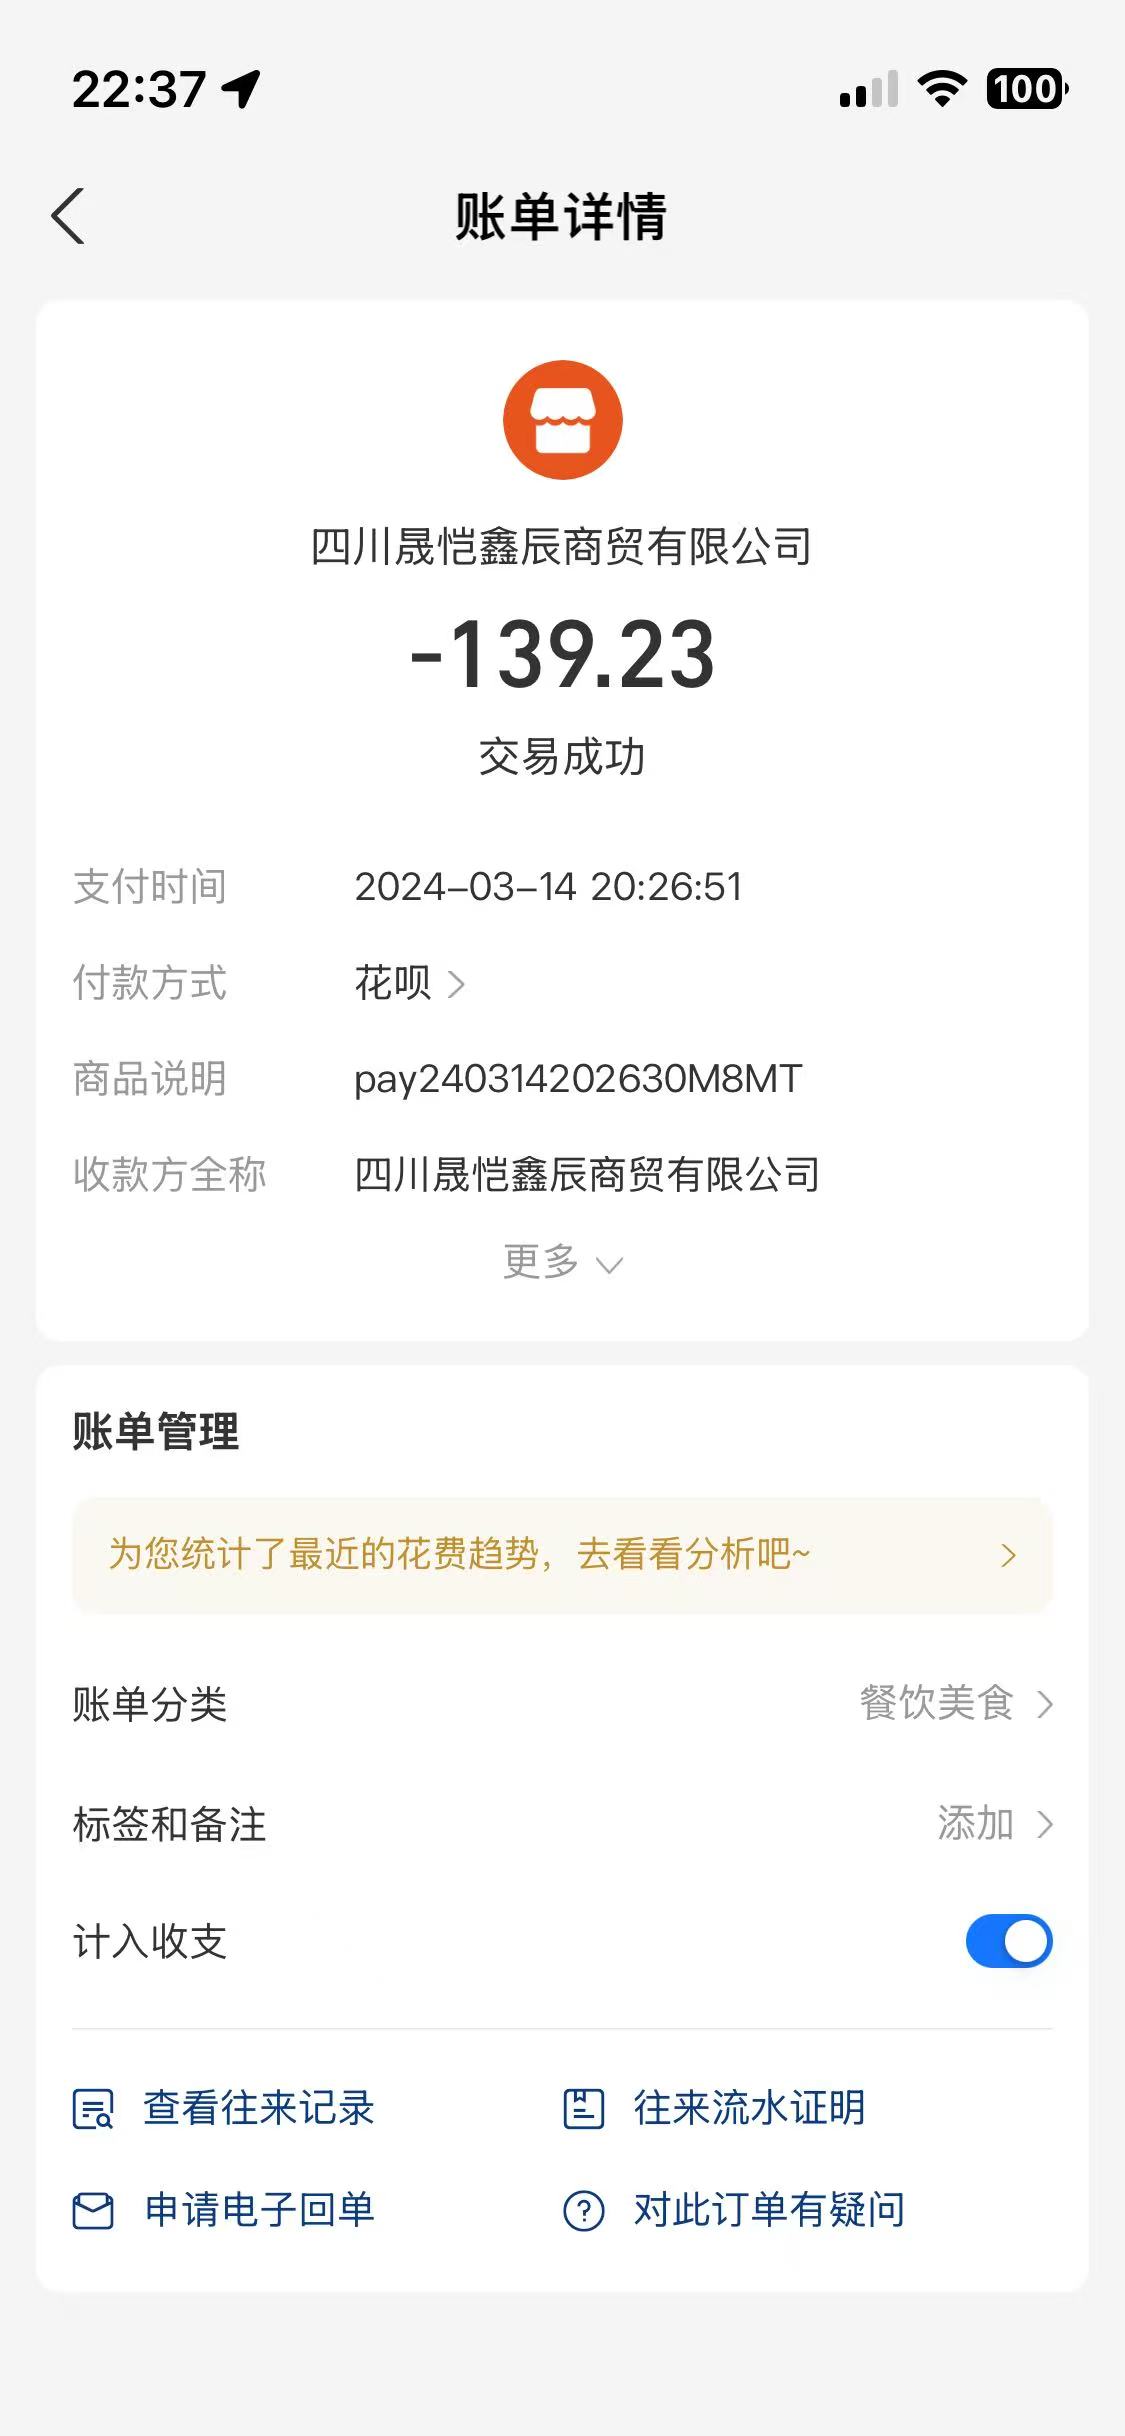 22:37
100
账单详情
四川晟恺鑫辰商贸有限公司
-139.23
交易成功
支付时间 2024-03-14 20:26:51
付款方式 花呗
商品说明 pay240314202630M8MT
收款方全称 四川晟恺鑫辰商贸有限公司
更多
账单管理
为您统计了最近的花费趋势，去看看分析吧~
账单分类 餐饮美食
标签和备注 添加
计入收支
查看往来记录 往来流水证明
申请电子回单 对此订单有疑问